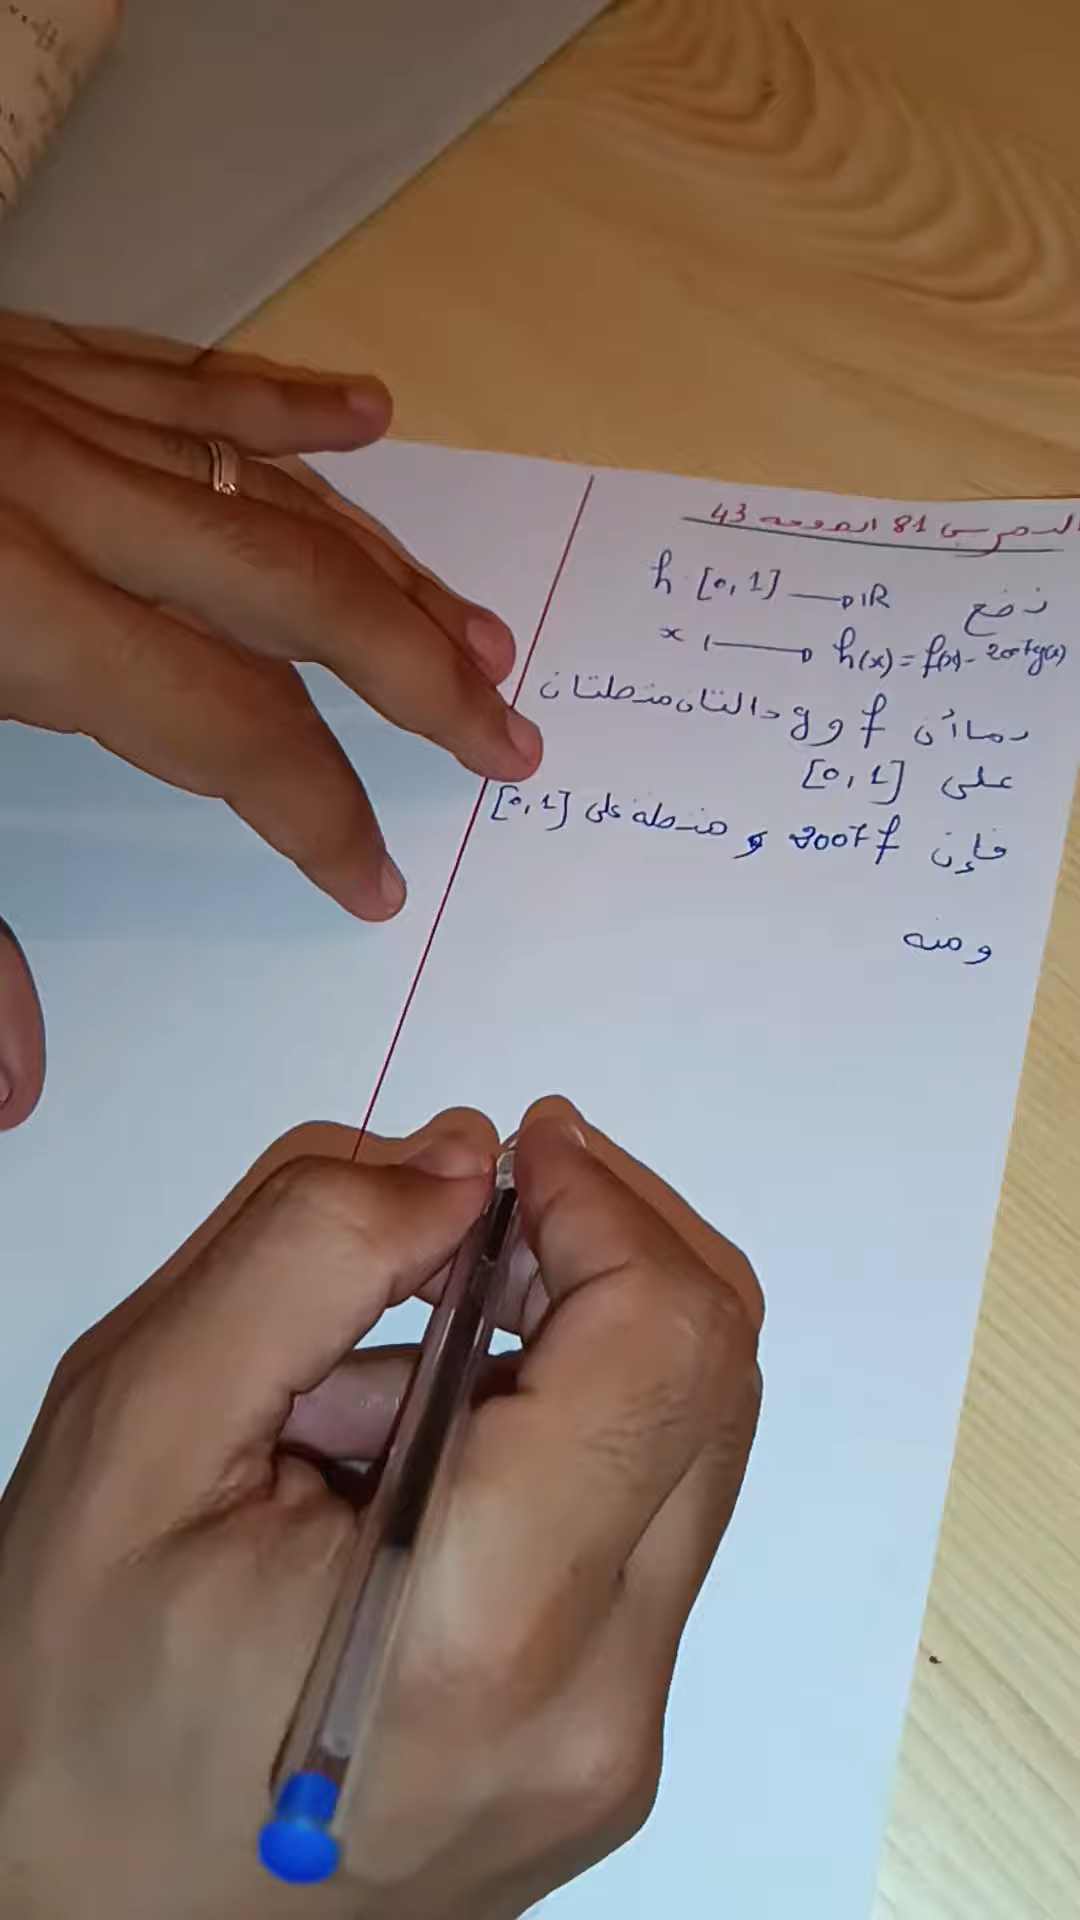 التمرين 81 الصفحة 43
نضع h [0,1] → IR
x ↦ h(x) = f(x) - 2007g(x)
بما أن f و g دالتان متصلتان
على [0,1]
فإن 2007f و متصلة على [0,1]
ومنه